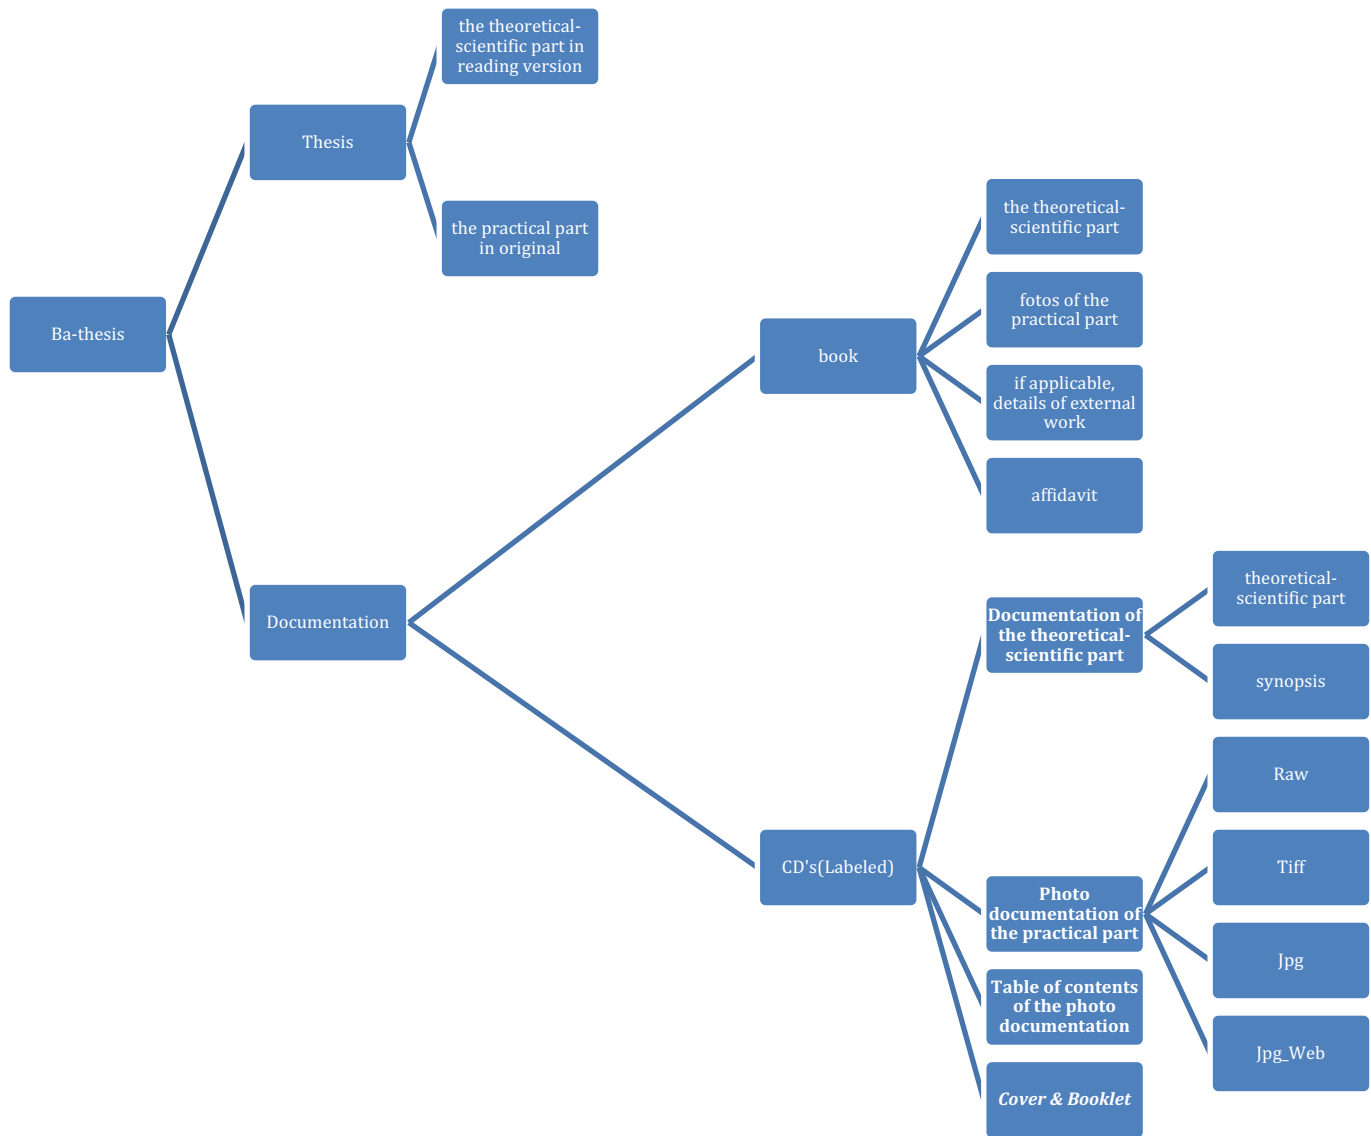 the theoretical-
scientific part in
reading version
Thesis
the practical part
in original
Ba-thesis
the theoretical-
scientific part
fotos of the
practical part
book
if applicable,
details of external
work
affidavit
Documentation
Documentation of
the theoretical-
scientific part
theoretical-
scientific part
synopsis
Raw
Tiff
CD's(Labeled)
Photo
documentation of
the practical part
Jpg
Table of contents
of the photo
documentation
Jpg_Web
Cover & Booklet